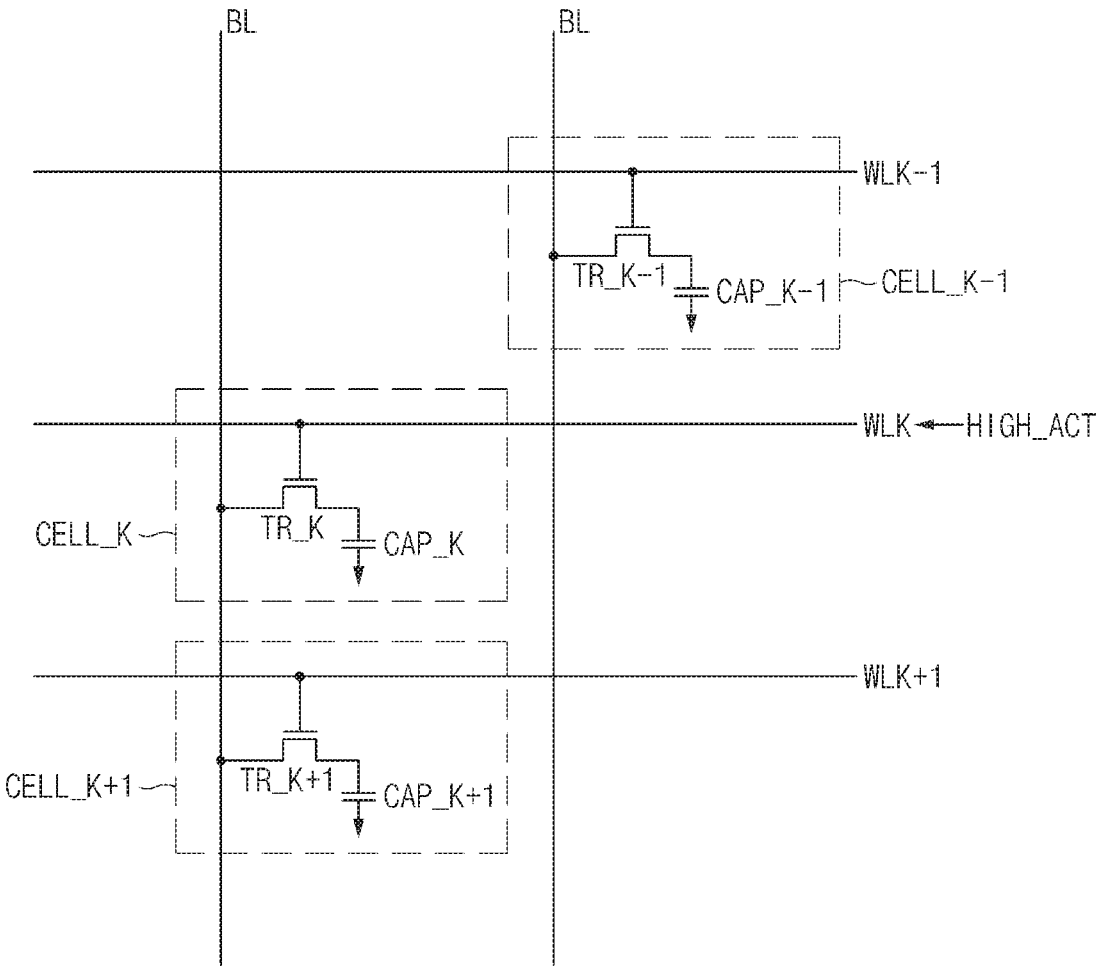 BL
BL
WLK-1
TR_K-1
CAP_K-1
CELL_K-1
WLK
HIGH_ACT
TR_K
CELL_K
CAP_K
WLK+1
TR_K+1
CELL_K+1
CAP_K+1